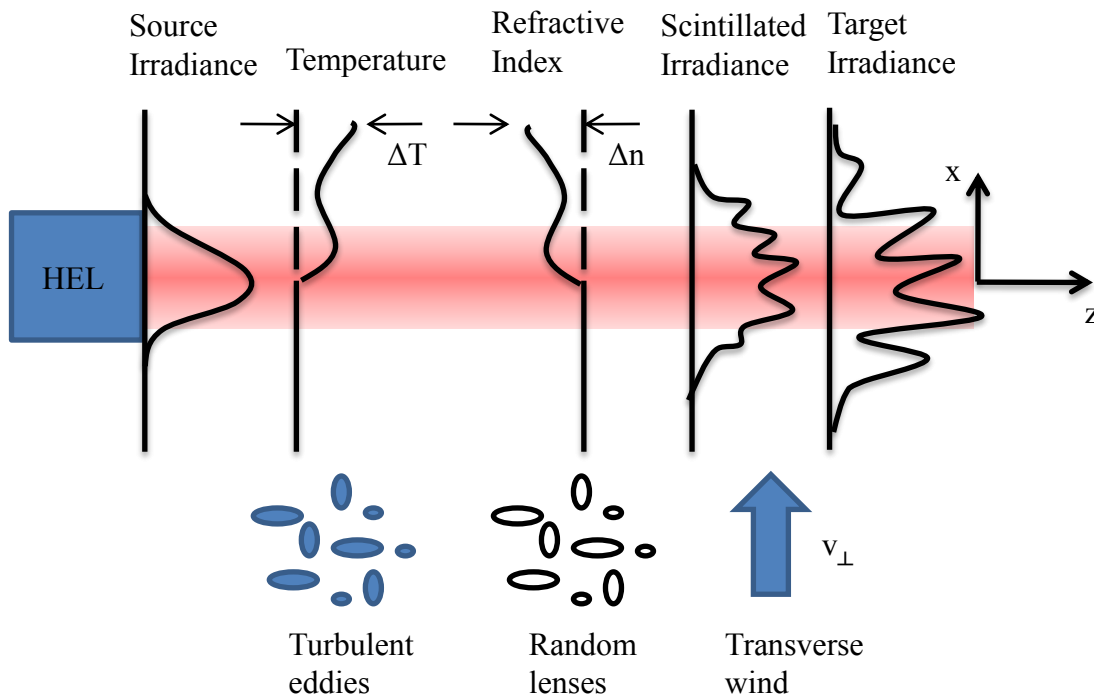 Source
Irradiance
Temperature
Refractive
Index
Scintillated
Irradiance
Target
Irradiance
ΔT
Δn
x
HEL
z
v⊥
Turbulent
eddies
Random
lenses
Transverse
wind